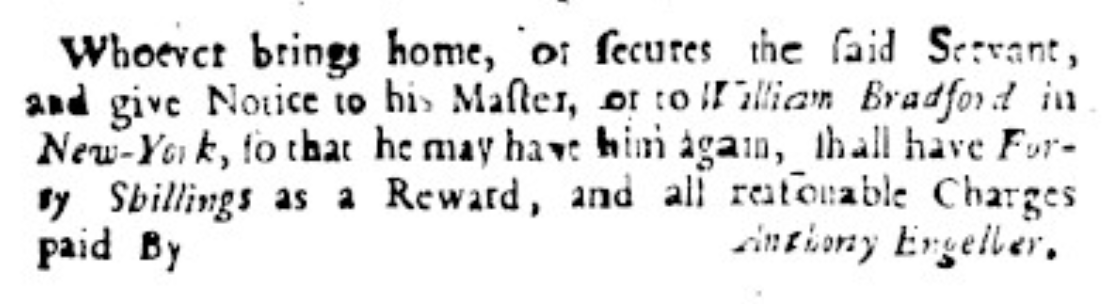 Whoever brings home, or ſecures the ſaid Servant,
and give Notice to his Maſter, or to William Bradford in
New-York, ſo that he may have him again, ſhall have For-
ty Shillings as a Reward, and all reaſonable Charges
paid By Anthony